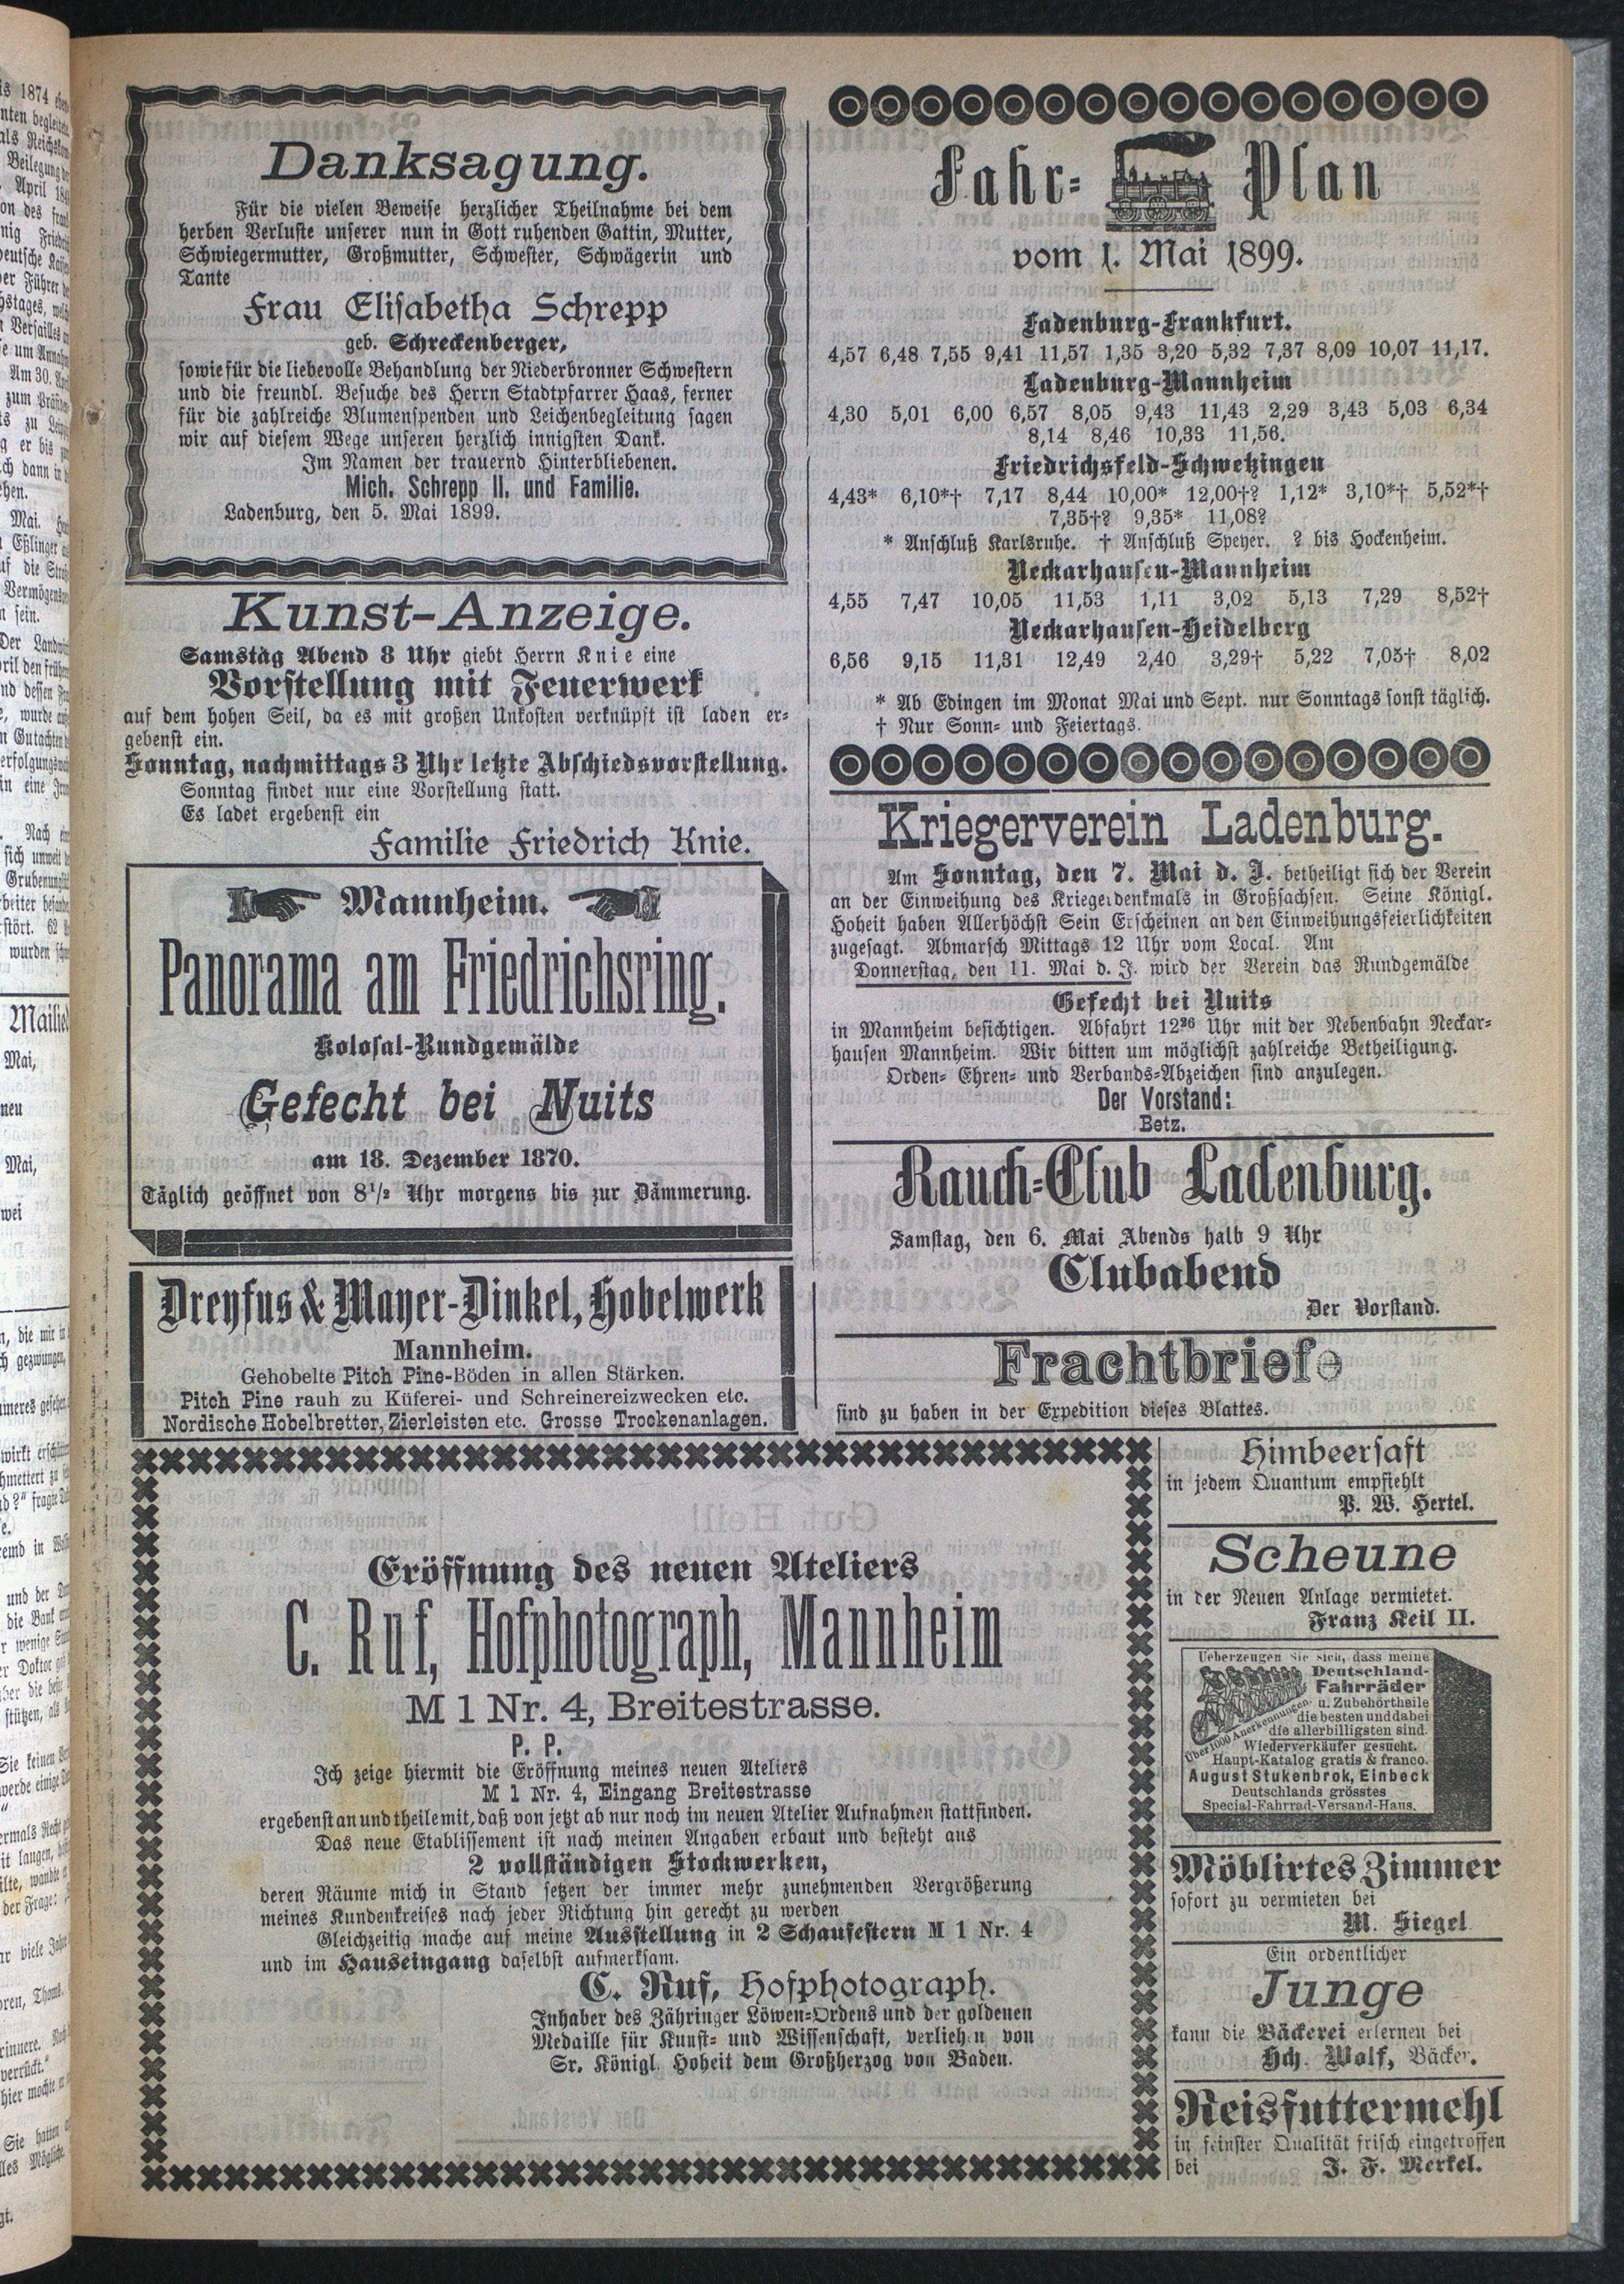 Danksagung.
Für die vielen Beweise herzlicher Theilnahme bei dem
herben Verluste unserer nun in Gott ruhenden Gattin, Mutter,
Schwiegermutter, Großmutter, Schwester, Schwägerin und
Tante
Frau Elisabetha Schrepp
geb. Schreckenberger,
sowie für die liebevolle Behandlung der Niederbronner Schwestern
und die freundl. Besuche des Herrn Stadtpfarrer Haas, ferner
für die zahlreiche Blumenspenden und Leichenbegleitung sagen
wir auf diesem Wege unseren herzlich innigsten Dank.
Im Namen der trauernd Hinterbliebenen.
Mich. Schrepp II. und Familie.
Ladenburg, den 5. Mai 1899.
Kunst-Anzeige.
Samstag Abend 8 Uhr giebt Herrn Knie eine
Vorstellung mit Feuerwerk
auf dem hohen Seil, da es mit großen Unkosten verknüpft ist laden er-
gebenst ein.
Sonntag, nachmittags 3 Uhr letzte Abschiedsvorstellung.
Sonntag findet nur eine Vorstellung statt.
Es ladet ergebenst ein
Familie Friedrich Knie.
Mannheim.
Panorama am Friedrichsring.
Kolosal-Rundgemälde
Gefecht bei Nuits
am 18. Dezember 1870.
Täglich geöffnet von 8 1/2 Uhr morgens bis zur Dämmerung.
Dreyfus & Mayer-Dinkel, Hobelwerk
Mannheim.
Gehobelte Pitch Pine-Böden in allen Stärken.
Pitch Pine rauh zu Küferei- und Schreinereizwecken etc.
Nordische Hobelbretter, Zierleisten etc. Grosse Trockenanlagen.
Fahr- Plan
vom 1. Mai 1899.
Ladenburg-Frankfurt.
4,57 6,48 7,55 9,41 11,57 1,35 3,20 5,32 7,37 8,09 10,07 11,17.
Ladenburg-Mannheim
4,30 5,01 6,00 6,57 8,05 9,43 11,43 2,29 3,43 5,03 6,34
8,14 8,46 10,33 11,56.
Friedrichsfeld-Schwetzingen
4,43* 6,10*† 7,17 8,44 10,00* 12,00†? 1,12* 3,10*† 5,52*†
7,35†? 9,35* 11,08?
* Anschluß Karlsruhe. † Anschluß Speyer. ? bis Hockenheim.
Neckarhausen-Mannheim
4,55 7,47 10,05 11,53 1,11 3,02 5,13 7,29 8,52†
Neckarhausen-Heidelberg
6,56 9,15 11,31 12,49 2,40 3,29† 5,22 7,05† 8,02
* Ab Edingen im Monat Mai und Sept. nur Sonntags sonst täglich.
† Nur Sonn- und Feiertags.
Kriegerverein Ladenburg.
Am Sonntag, den 7. Mai d. J. betheiligt sich der Verein
an der Einweihung des Kriegerdenkmals in Großsachsen. Seine Königl.
Hoheit haben Allerhöchst Sein Erscheinen an den Einweihungsfeierlichkeiten
zugesagt. Abmarsch Mittags 12 Uhr vom Local. Am
Donnerstag, den 11. Mai d. J. wird der Verein das Rundgemälde
Gefecht bei Nuits
in Mannheim besichtigen. Abfahrt 12²⁶ Uhr mit der Nebenbahn Neckar-
hausen Mannheim. Wir bitten um möglichst zahlreiche Betheiligung.
Orden- Ehren- und Verbands-Abzeichen sind anzulegen.
Der Vorstand:
Betz.
Rauch-Club Ladenburg.
Samstag, den 6. Mai Abends halb 9 Uhr
Clubabend
Der Vorstand.
Frachtbriefe
sind zu haben in der Expedition dieses Blattes.
Eröffnung des neuen Ateliers
C. Ruf, Hofphotograph, Mannheim
M 1 Nr. 4, Breitestrasse.
P. P.
Ich zeige hiermit die Eröffnung meines neuen Ateliers
M 1 Nr. 4, Eingang Breitestrasse
ergebenst an und theile mit, daß von jetzt ab nur noch im neuen Atelier Aufnahmen stattfinden.
Das neue Etablissement ist nach meinen Angaben erbaut und besteht aus
2 vollständigen Stockwerken,
deren Räume mich in Stand setzen der immer mehr zunehmenden Vergrößerung
meines Kundenkreises nach jeder Richtung hin gerecht zu werden
Gleichzeitig mache auf meine Ausstellung in 2 Schaufestern M 1 Nr. 4
und im Hauseingang daselbst aufmerksam.
C. Ruf, Hofphotograph.
Inhaber des Zähringer Löwen-Ordens und der goldenen
Medaille für Kunst- und Wissenschaft, verliehen von
Sr. Königl. Hoheit dem Großherzog von Baden.
Himbeersaft
in jedem Quantum empfiehlt
P. W. Hertel.
Scheune
in der Neuen Anlage vermietet.
Franz Keil II.
Ueberzeugen Sie sich, dass meine
Deutschland-
Fahrräder
u. Zubehörtheile
die besten und dabei
die allerbilligsten sind.
Über 1000 Anerkennungen.
Wiederverkäufer gesucht.
Haupt-Katalog gratis & franco.
August Stukenbrok, Einbeck
Deutschlands grösstes
Special-Fahrrad-Versand-Haus.
Möblirtes Zimmer
sofort zu vermieten bei
M. Siegel
Ein ordentlicher
Junge
kann die Bäckerei erlernen bei
Hch. Wolf, Bäcker.
Reisfuttermehl
in feinster Qualität frisch eingetroffen
bei J. F. Merkel.